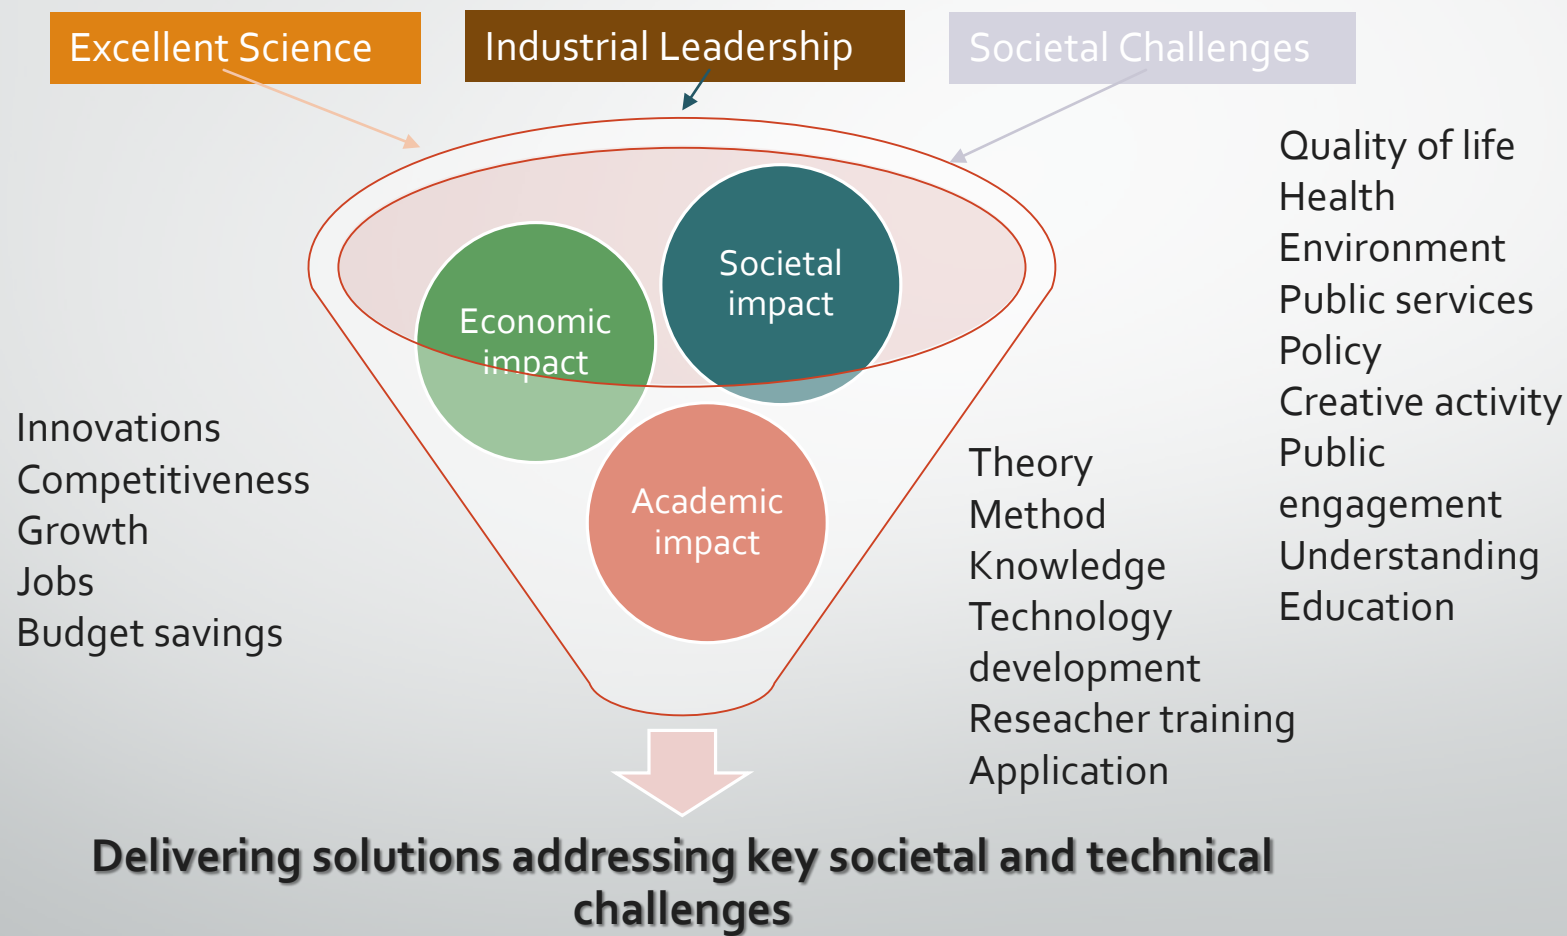 Excellent Science
Industrial Leadership
Societal Challenges
Economic
impact
Societal
impact
Academic
impact
Innovations
Competitiveness
Growth
Jobs
Budget savings
Theory
Method
Knowledge
Technology
development
Reseacher training
Application
Quality of life
Health
Environment
Public services
Policy
Creative activity
Public
engagement
Understanding
Education
Delivering solutions addressing key societal and technical
challenges